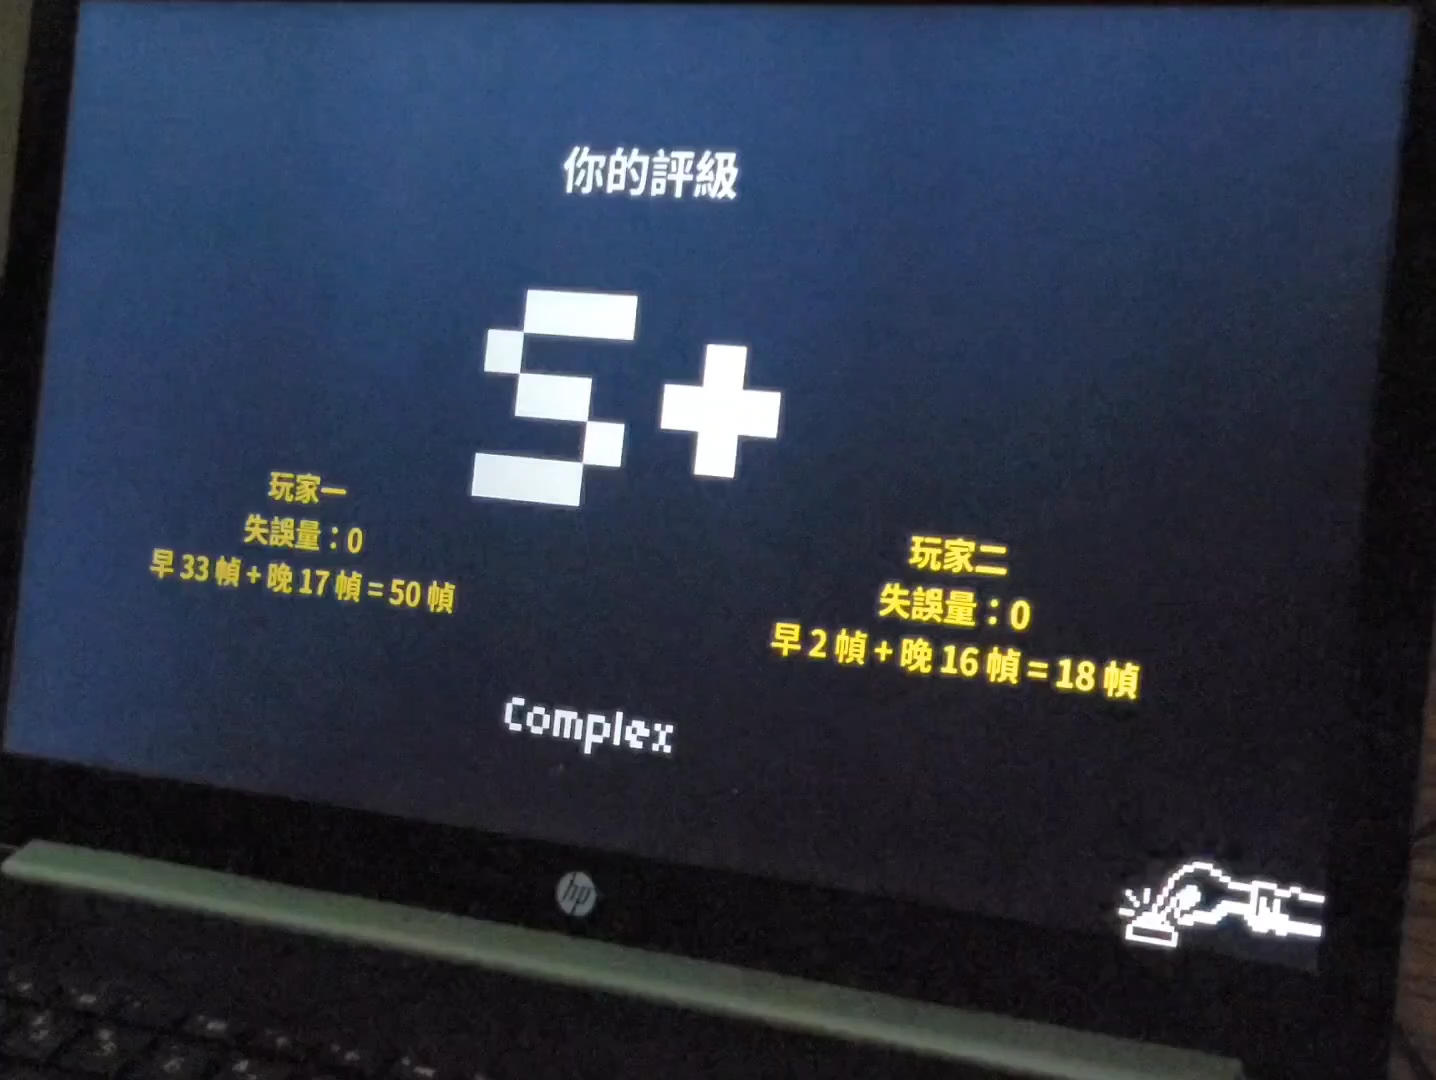 你的評級
S+
玩家一
失誤量：0
早 33 幀 + 晚 17 幀 = 50 幀
玩家二
失誤量：0
早 2 幀 + 晚 16 幀 = 18 幀
Complex
hp